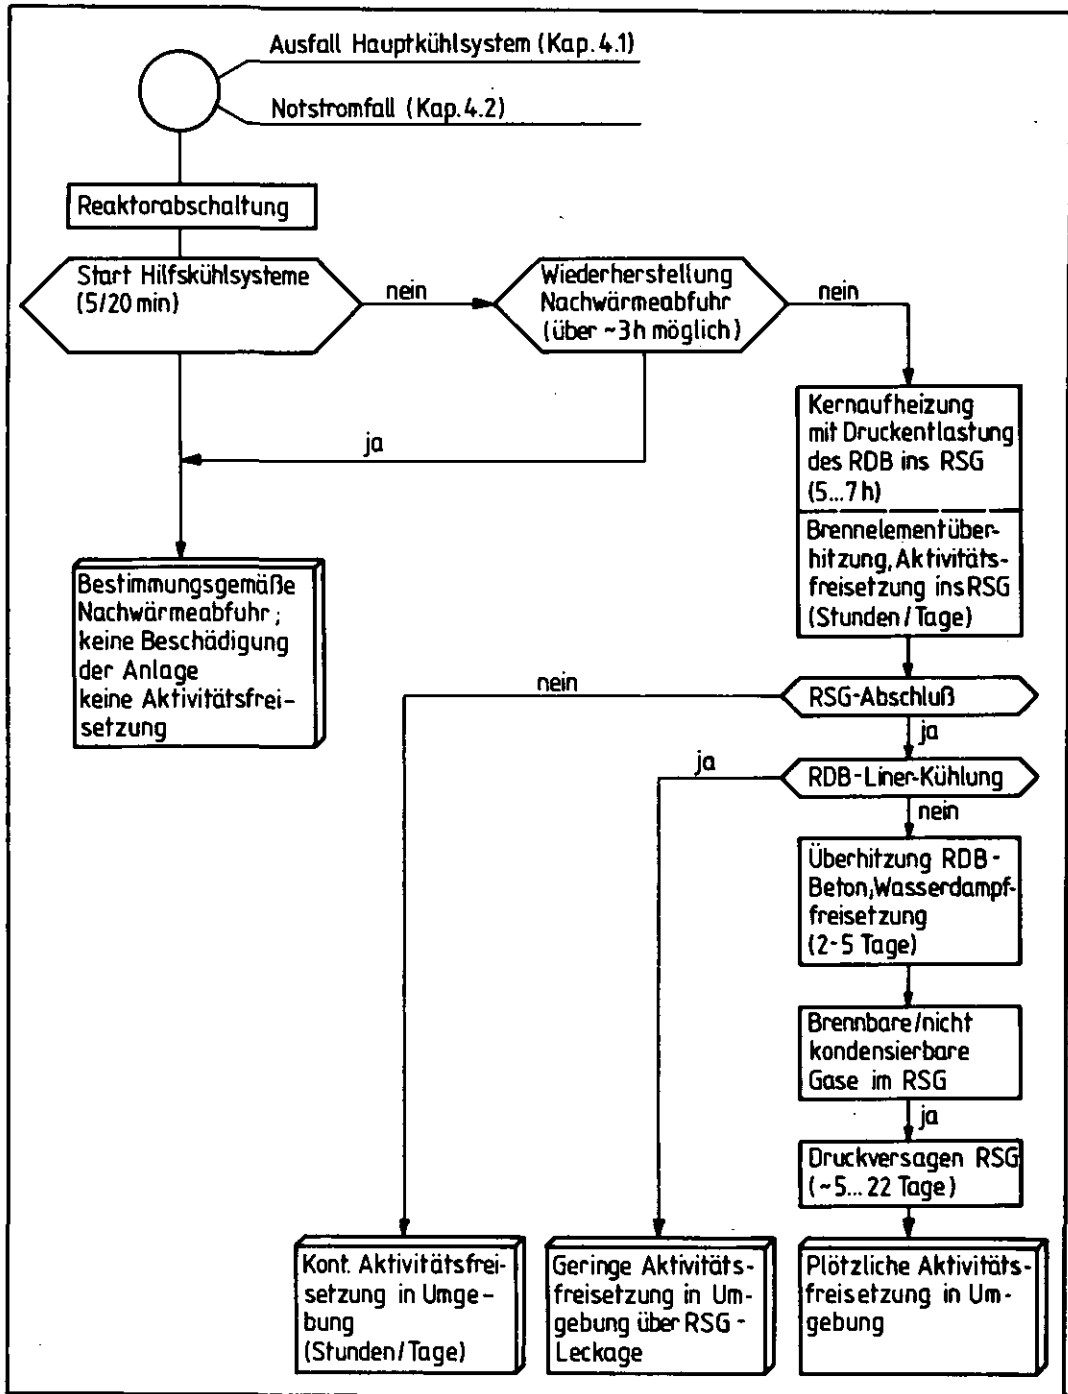 Ausfall Hauptkühlsystem (Kap. 4.1)
Notstromfall (Kap. 4.2)
Reaktorabschaltung
Start Hilfskühlsysteme
(5/20 min)
nein
Wiederherstellung
Nachwärmeabfuhr
(über ~3h möglich)
nein
ja
Kernaufheizung
mit Druckentlastung
des RDB ins RSG
(5...7 h)
Brennelementüber-
hitzung, Aktivitäts-
freisetzung ins RSG
(Stunden / Tage)
Bestimmungsgemäße
Nachwärmeabfuhr;
keine Beschädigung
der Anlage
keine Aktivitätsfrei-
setzung
nein
RSG-Abschluß
ja
ja
RDB-Liner-Kühlung
nein
Überhitzung RDB-
Beton, Wasserdampf-
freisetzung
(2-5 Tage)
Brennbare/nicht
kondensierbare
Gase im RSG
ja
Druckversagen RSG
(~5... 22 Tage)
Kont. Aktivitätsfrei-
setzung in Umge-
bung
(Stunden/Tage)
Geringe Aktivitäts-
freisetzung in Um-
gebung über RSG-
Leckage
Plötzliche Aktivitäts-
freisetzung in Um-
gebung